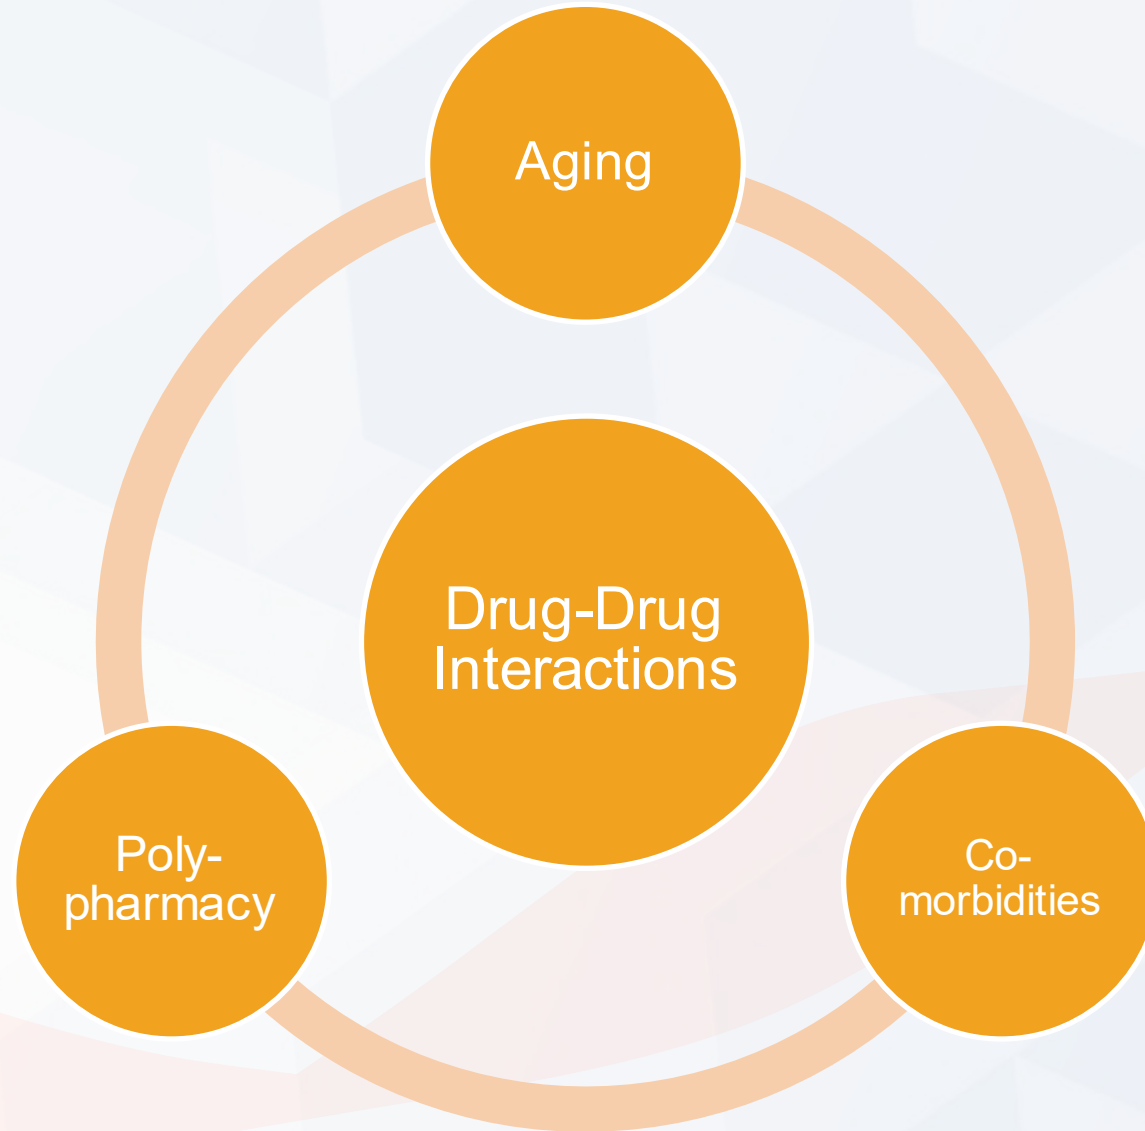 Aging
Drug-Drug
Interactions
Poly-
pharmacy
Co-
morbidities